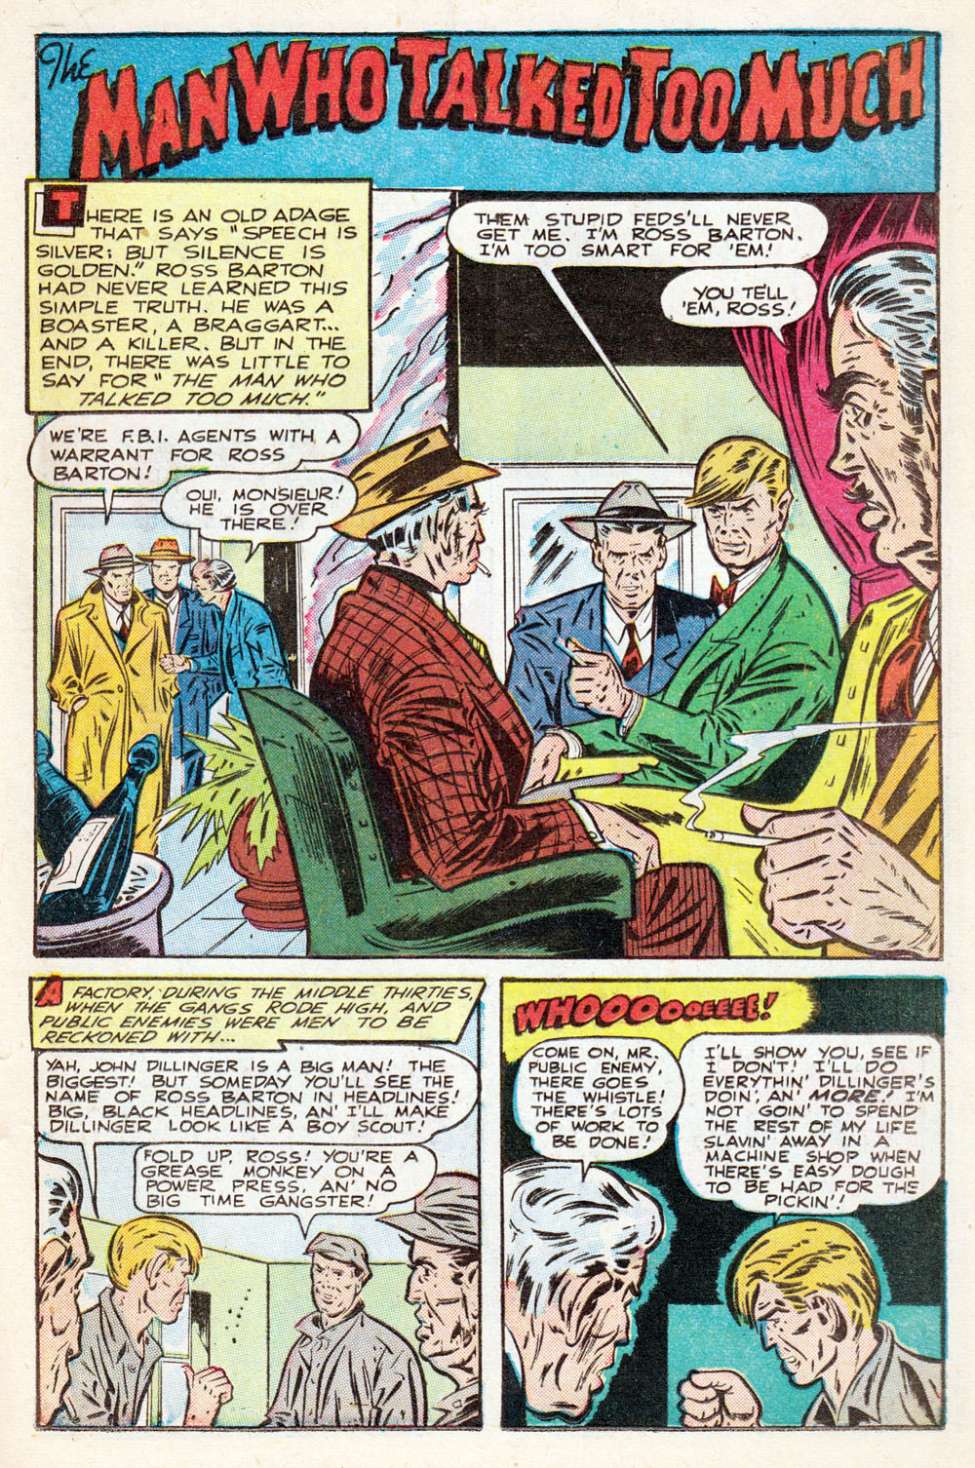 The
MAN WHO TALKED TOO MUCH
THERE IS AN OLD ADAGE
THAT SAYS "SPEECH IS
SILVER; BUT SILENCE IS
GOLDEN." ROSS BARTON
HAD NEVER LEARNED THIS
SIMPLE TRUTH. HE WAS A
BOASTER, A BRAGGART...
AND A KILLER. BUT IN THE
END, THERE WAS LITTLE TO
SAY FOR "THE MAN WHO
TALKED TOO MUCH."
THEM STUPID FEDS'LL NEVER
GET ME. I'M ROSS BARTON.
I'M TOO SMART FOR 'EM!
YOU TELL
'EM, ROSS!
WE'RE F.B.I. AGENTS WITH A
WARRANT FOR ROSS
BARTON!
OUI, MONSIEUR!
HE IS OVER
THERE!
A FACTORY, DURING THE MIDDLE THIRTIES,
WHEN THE GANGS RODE HIGH, AND
PUBLIC ENEMIES WERE MEN TO BE
RECKONED WITH...
YAH, JOHN DILLINGER IS A BIG MAN! THE
BIGGEST! BUT SOMEDAY YOU'LL SEE THE
NAME OF ROSS BARTON IN HEADLINES!
BIG, BLACK HEADLINES, AN' I'LL MAKE
DILLINGER LOOK LIKE A BOY SCOUT!
FOLD UP, ROSS! YOU'RE A
GREASE MONKEY ON A
POWER PRESS, AN' NO
BIG TIME GANGSTER!
WHOOOOOOEEEE!
COME ON, MR.
PUBLIC ENEMY,
THERE GOES
THE WHISTLE!
THERE'S LOTS
OF WORK TO
BE DONE!
I'LL SHOW YOU, SEE IF
I DON'T! I'LL DO
EVERYTHIN' DILLINGER'S
DOIN', AN' MORE! I'M
NOT GOIN' TO SPEND
THE REST OF MY LIFE
SLAVIN' AWAY IN A
MACHINE SHOP WHEN
THERE'S EASY DOUGH
TO BE HAD FOR THE
PICKIN'!